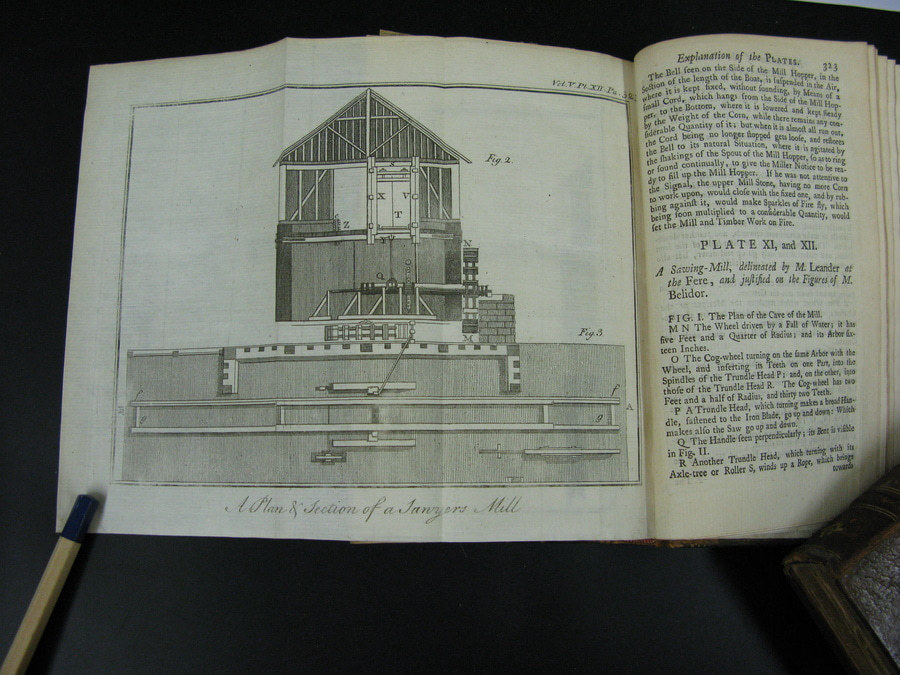 Vol. V. Pl. XII. Pa.
Fig. 2.
X V
T
Z
Y
N
Q
M
Fig. 3
f
g g
A
A Plan & Section of a Sawyers Mill
Explanation of the PLATES. 323
The Bell seen on the Side of the Mill Hopper, in the
of the length of the Boat, is suspended in the Air,
where it is kept fixed, without sounding, by Means of a
small Cord, which hangs from the Side of the Mill Hop-
per, to the Bottom, where it is lowered and kept steady
by the Weight of the Corn, while there remains any con-
siderable Quantity of it; but when it is almost all run out,
the Cord being no longer stopped gets loose, and restores
the Bell to its natural Situation, where it is agitated by
the shakings of the Spout of the Mill Hopper, so as to ring
or sound continually, to give the Miller Notice to be rea-
dy to fill up the Mill Hopper. If he was not attentive to
the Signal, the upper Mill Stone, having no more Corn
to work upon, would close with the fixed one, and by rub-
bing against it, would make Sparkles of Fire fly, which
being soon multiplied to a considerable Quantity, would
set the Mill and Timber Work on Fire.
PLATE XI, and XII.
A Sawing-Mill, delineated by M. Leander at
the Fere, and justified on the Figures of M.
Belidor.
FIG. I. The Plan of the Cave of the Mill.
M N The Wheel driven by a Fall of Water; it has
five Feet and a Quarter of Radius; and its Arbor six-
teen Inches.
O The Cog-wheel turning on the same Arbor with the
Wheel, and inserting its Teeth on one Part, into the
Spindles of the Trundle Head P; and, on the other, into
those of the Trundle Head R. The Cog-wheel has two
Feet and a half of Radius, and thirty two Teeth.
P A Trundle Head, which turning makes a broad Han-
dle, fastened to the Iron Blade, go up and down: Which
makes also the Saw go up and down.
Q The Handle seen perpendicularly; its Bent is visible
in Fig. II.
R Another Trundle Head, which turning with its
Axle-tree or Roller S, winds up a Rope, which brings
towards